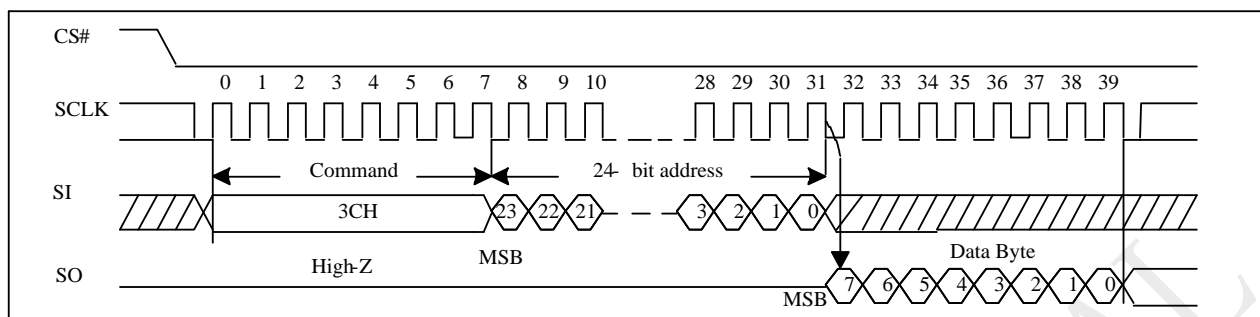 CS#
0 1 2 3 4 5 6 7 8 9 10 28 29 30 31 32 33 34 35 36 37 38 39
SCLK
Command 24- bit address
SI
3CH 23 22 21 3 2 1 0
High-Z MSB Data Byte
SO
MSB 7 6 5 4 3 2 1 0